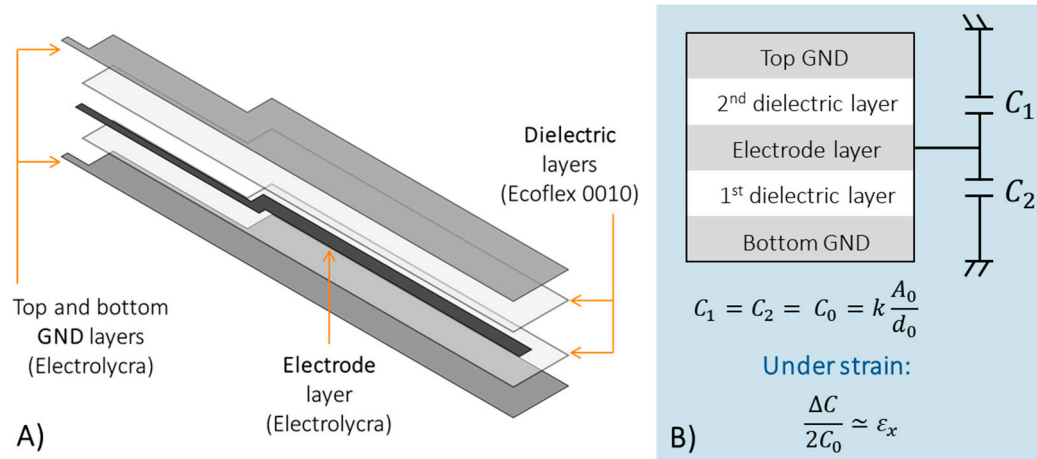 Top and bottom
GND layers
(Electrolycra)
Electrode
layer
(Electrolycra)
Dielectric
layers
(Ecoflex 0010)
A)
Top GND
2nd dielectric layer
Electrode layer
1st dielectric layer
Bottom GND
C₁
C₂
C₁ = C₂ = C₀ = k A₀/d₀
Under strain:
ΔC/2C₀ ≃ εₓ
B)